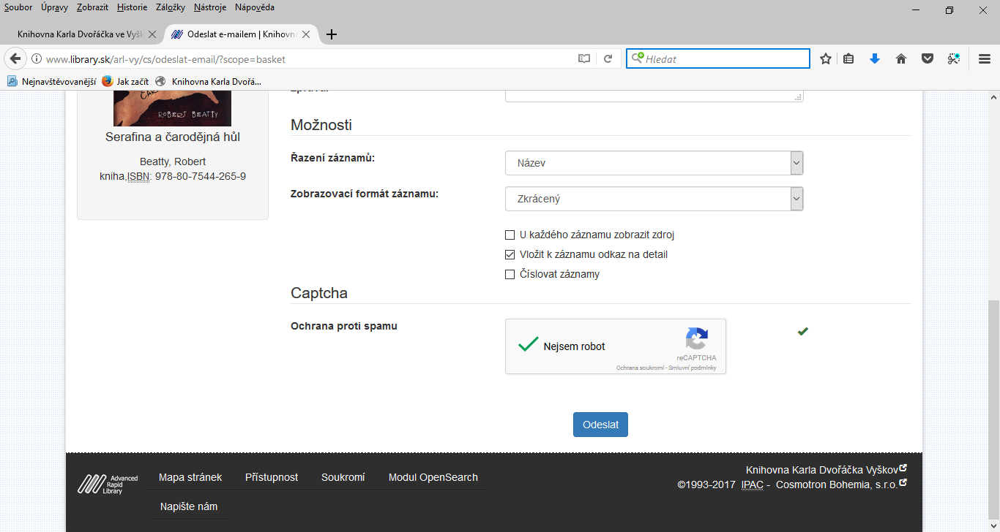 Soubor Úpravy Zobrazit Historie Záložky Nástroje Nápověda
Knihovna Karla Dvořáčka ve Vyšk
Odeslat e-mailem | Knihovna
www.library.sk/arl-vy/cs/odeslat-email/?scope=basket
Hledat
Nejnavštěvovanější Jak začít Knihovna Karla Dvořá...
ROBERT BEATTY
Serafina a čarodějná hůl
Beatty, Robert
kniha,ISBN: 978-80-7544-265-9
Možnosti
Řazení záznamů:
Název
Zobrazovací formát záznamu:
Zkrácený
U každého záznamu zobrazit zdroj
Vložit k záznamu odkaz na detail
Číslovat záznamy
Captcha
Ochrana proti spamu
Nejsem robot
reCAPTCHA
Ochrana soukromí - Smluvní podmínky
Odeslat
Advanced
Rapid
Library
Mapa stránek Přístupnost Soukromí Modul OpenSearch
Napište nám
Knihovna Karla Dvořáčka Vyškov
©1993-2017 IPAC - Cosmotron Bohemia, s.r.o.